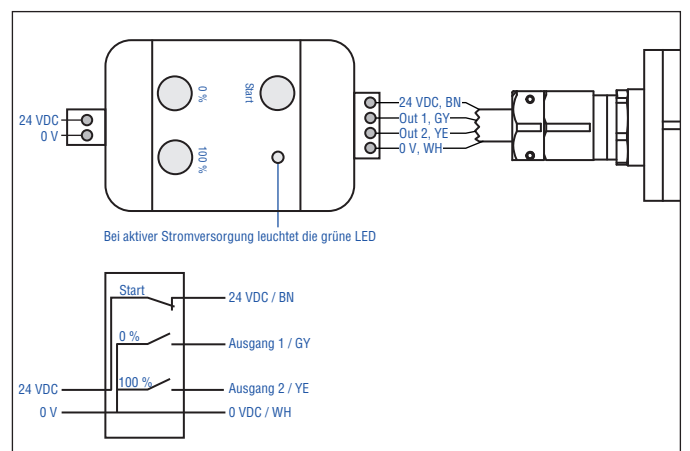 24 VDC
0 V
0 %
100 %
Start
24 VDC, BN
Out 1, GY
Out 2, YE
0 V, WH
Bei aktiver Stromversorgung leuchtet die grüne LED
Start
24 VDC / BN
0 %
Ausgang 1 / GY
100 %
Ausgang 2 / YE
24 VDC
0 V
0 VDC / WH